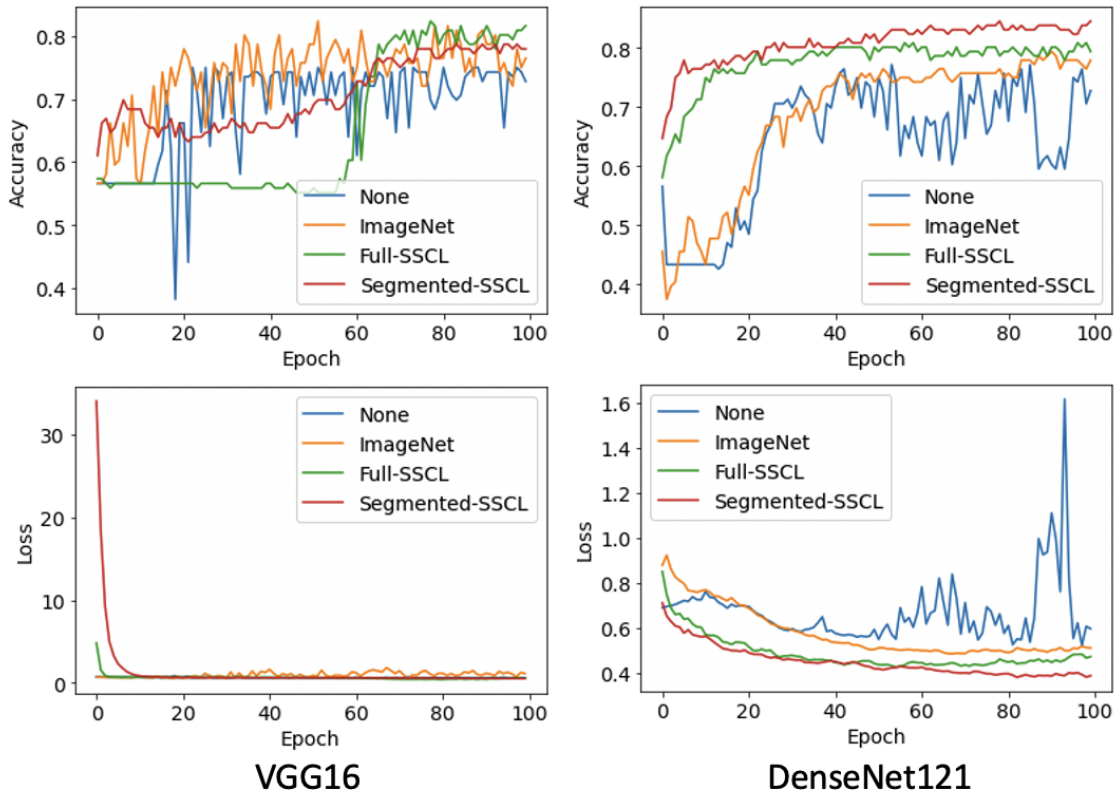 0.8
0.7
0.6
0.5
0.4
Accuracy
None
ImageNet
Full-SSCL
Segmented-SSCL
0 20 40 60 80 100
Epoch
0.8
0.7
0.6
0.5
0.4
Accuracy
None
ImageNet
Full-SSCL
Segmented-SSCL
0 20 40 60 80 100
Epoch
30
20
10
0
Loss
None
ImageNet
Full-SSCL
Segmented-SSCL
0 20 40 60 80 100
Epoch
VGG16
1.6
1.4
1.2
1.0
0.8
0.6
0.4
Loss
None
ImageNet
Full-SSCL
Segmented-SSCL
0 20 40 60 80 100
Epoch
DenseNet121